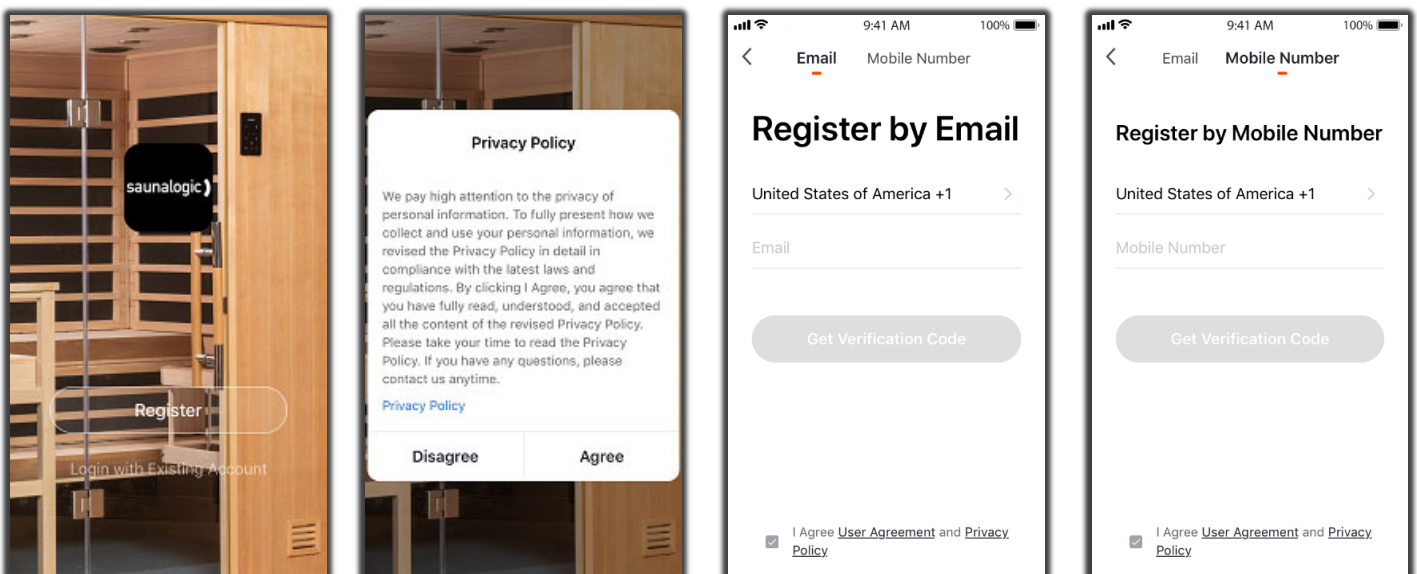 saunalogic
Register
Login with Existing Account
Privacy Policy
We pay high attention to the privacy of
personal information. To fully present how we
collect and use your personal information, we
revised the Privacy Policy in detail in
compliance with the latest laws and
regulations. By clicking I Agree, you agree that
you have fully read, understood, and accepted
all the content of the revised Privacy Policy.
Please take your time to read the Privacy
Policy. If you have any questions, please
contact us anytime.
Privacy Policy
Disagree Agree
9:41 AM 100%
Email Mobile Number
Register by Email
United States of America +1
Email
Get Verification Code
I Agree User Agreement and Privacy
Policy
9:41 AM 100%
Email Mobile Number
Register by Mobile Number
United States of America +1
Mobile Number
Get Verification Code
I Agree User Agreement and Privacy
Policy